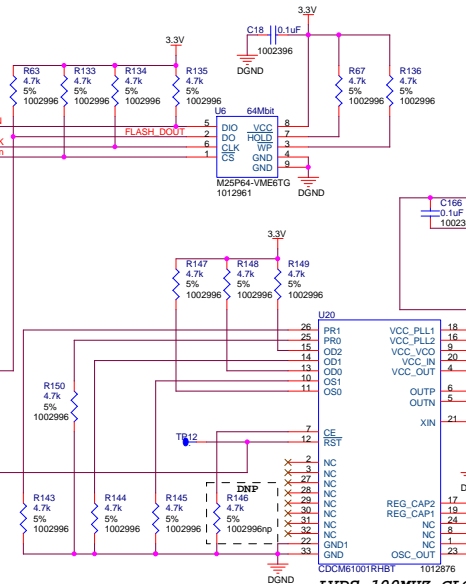 3.3V
C18
0.1uF
1002396
DGND
3.3V
R63
4.7k
5%
1002996
R133
4.7k
5%
1002996
R134
4.7k
5%
1002996
R135
4.7k
5%
1002996
R67
4.7k
5%
1002996
R136
4.7k
5%
1002996
U6 64Mbit
FLASH_DOUT
5 DIO VCC 8
2 DO HOLD 7
6 CLK WP 3
1 CS GND 4
GND 9
M25P64-VME6TG
1012961
DGND
C166
0.1uF
10023
3.3V
R147
4.7k
5%
1002996
R148
4.7k
5%
1002996
R149
4.7k
5%
1002996
U20
26 PR1 VCC_PLL1 18
25 PR0 VCC_PLL2 16
15 OD2 VCC_VCO 9
14 OD1 VCC_IN 20
13 OD0 VCC_OUT 4
10 OS1
11 OS0 OUTP 6
OUTN 5
XIN 21
R150
4.7k
5%
1002996
TP12
7 CE
12 RST
2 NC
3 NC
27 NC
28 NC
29 NC REG_CAP2 17
30 NC REG_CAP1 19
31 NC NC 24
32 NC NC 8
22 GND1 NC 1
33 GND OSC_OUT 23
DNP
R143
4.7k
5%
1002996
R144
4.7k
5%
1002996
R145
4.7k
5%
1002996
R146
4.7k
5%
1002996np
DGND
CDCM61001RHBT 1012876